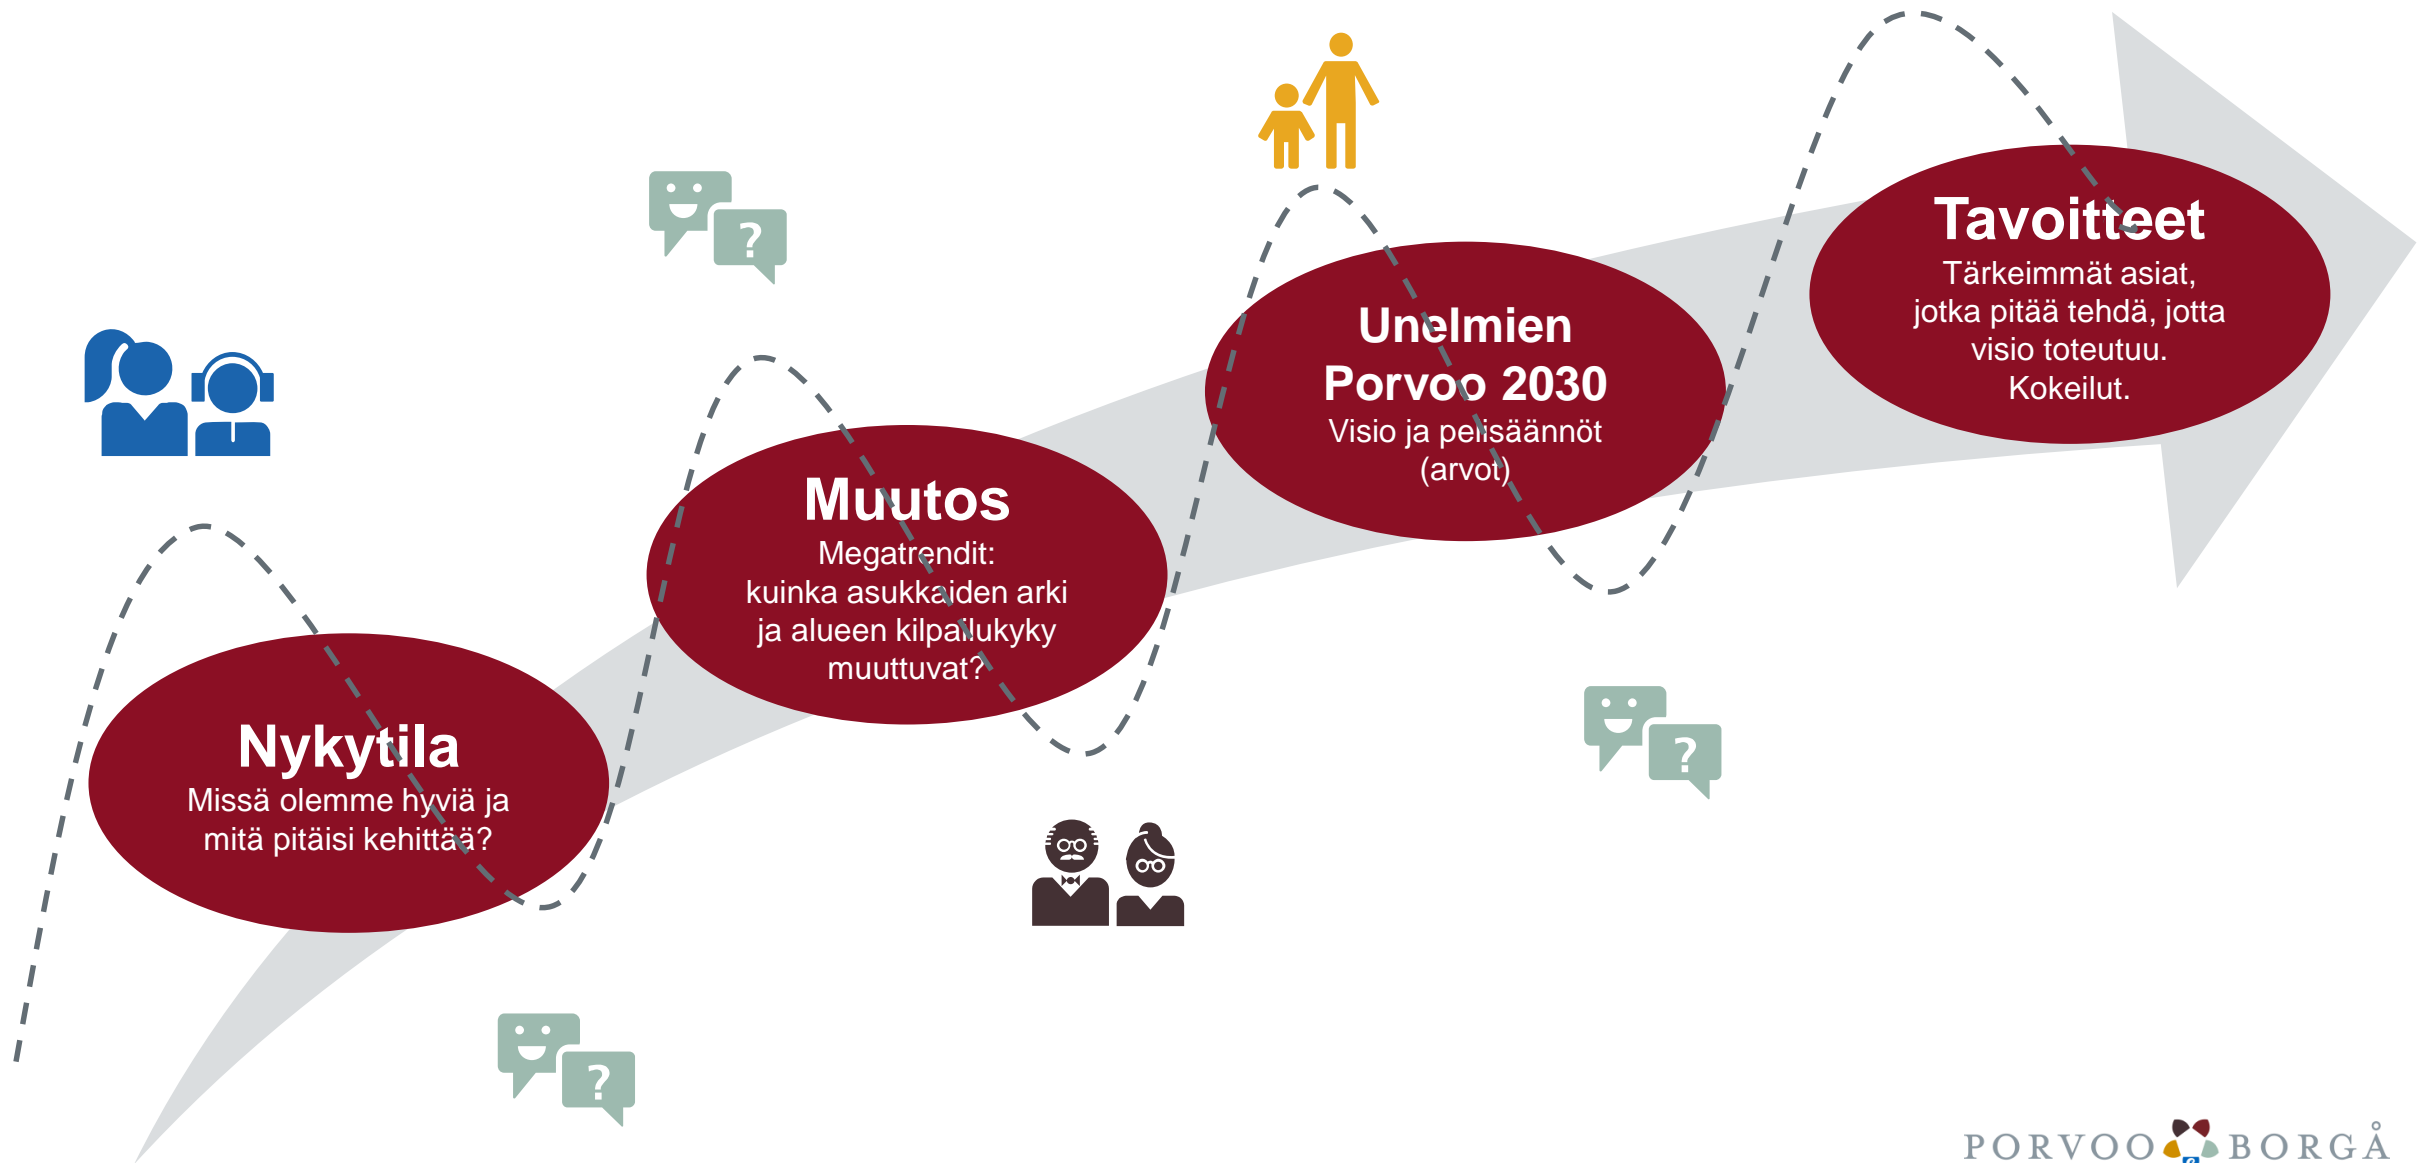 Nykytila
Missä olemme hyviä ja
mitä pitäisi kehittää?
Muutos
Megatrendit:
kuinka asukkaiden arki
ja alueen kilpailukyky
muuttuvat?
Unelmien
Porvoo 2030
Visio ja pelisäännöt
(arvot)
Tavoitteet
Tärkeimmät asiat,
jotka pitää tehdä, jotta
visio toteutuu.
Kokeilut.
?
?
?
PORVOO BORGÅ